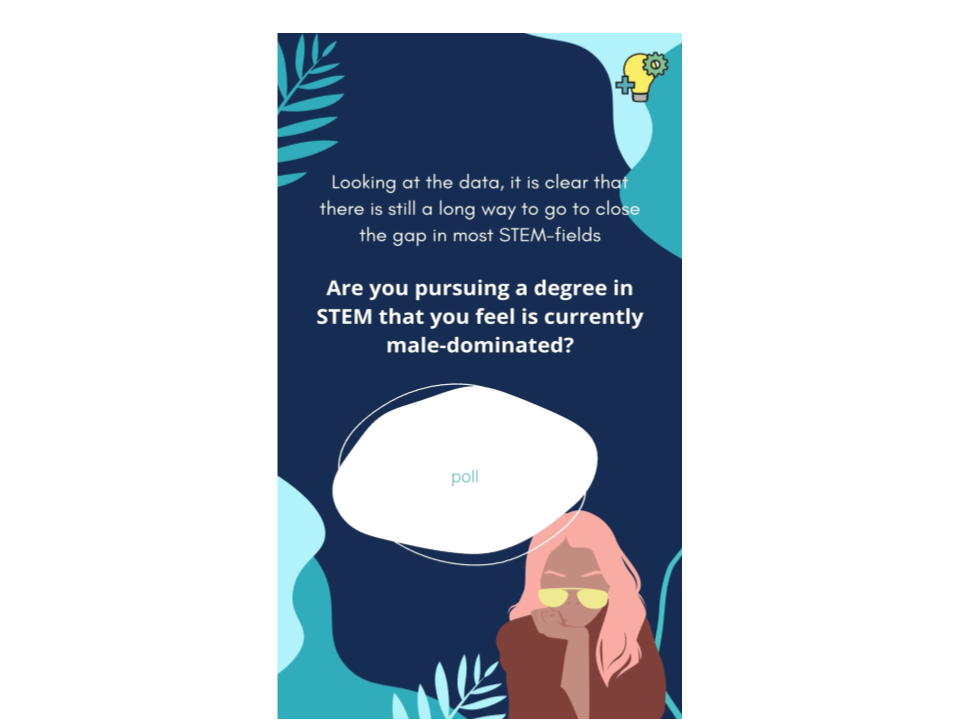 Looking at the data, it is clear that
there is still a long way to go to close
the gap in most STEM-fields
Are you pursuing a degree in
STEM that you feel is currently
male-dominated?
poll